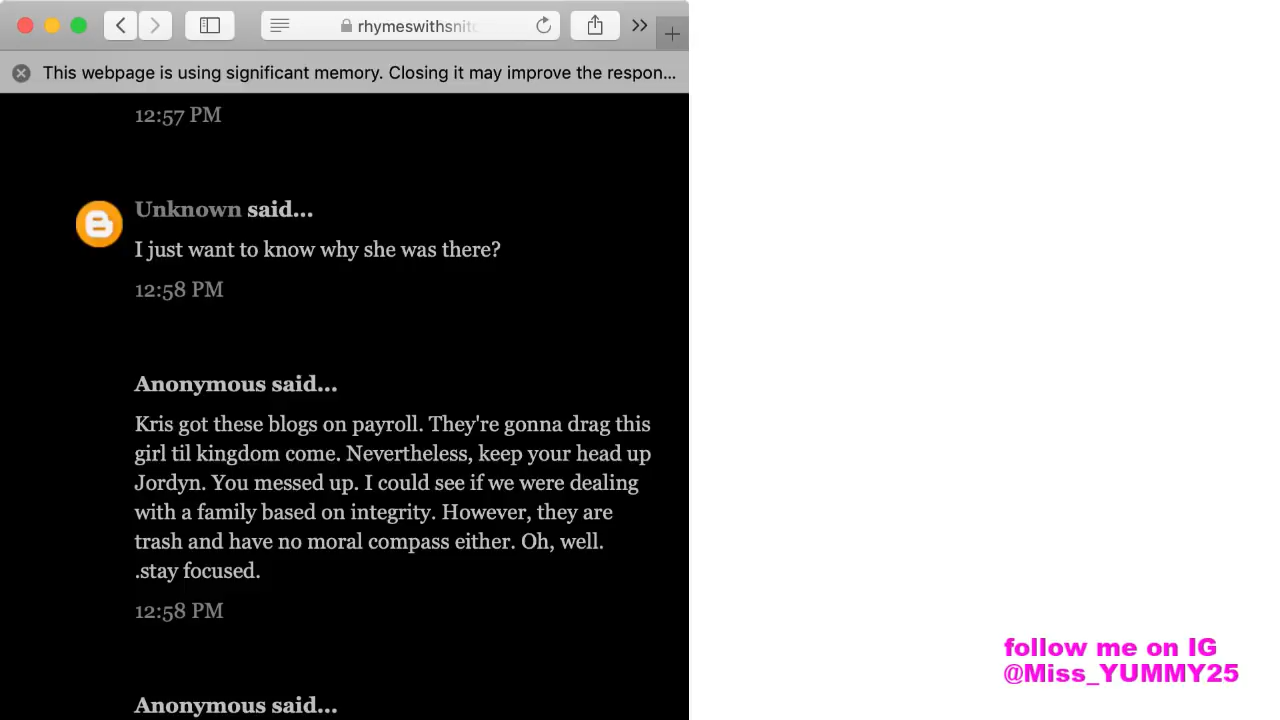 rhymeswithsnitc
This webpage is using significant memory. Closing it may improve the respon...
12:57 PM
Unknown said...
I just want to know why she was there?
12:58 PM
Anonymous said...
Kris got these blogs on payroll. They're gonna drag this
girl til kingdom come. Nevertheless, keep your head up
Jordyn. You messed up. I could see if we were dealing
with a family based on integrity. However, they are
trash and have no moral compass either. Oh, well.
.stay focused.
12:58 PM
Anonymous said...
follow me on IG
@Miss_YUMMY25